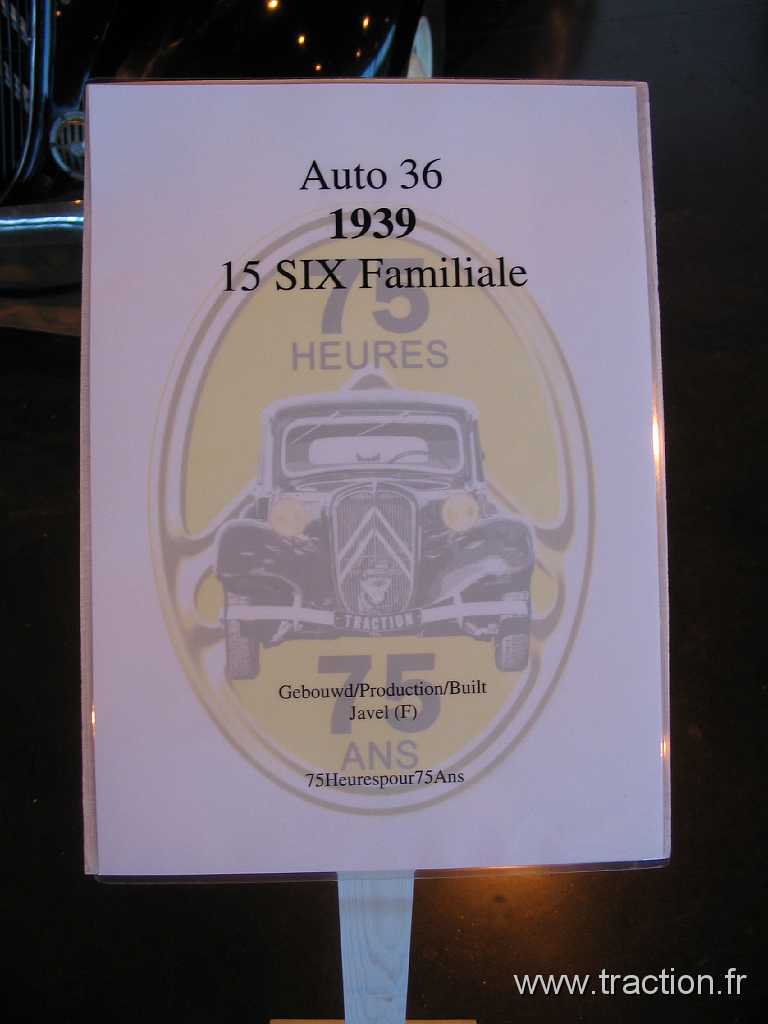 Auto 36
1939
15 SIX Familiale
75
HEURES
TRACTION
Gebouwd/Production/Built
Javel (F)
75
ANS
75Heurespour75Ans
www.traction.fr